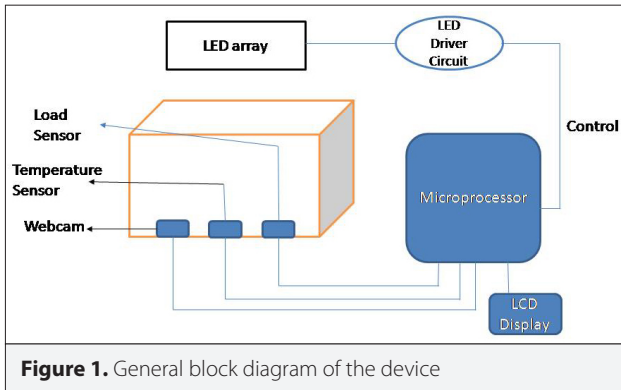 LED array
LED
Driver
Circuit
Load
Sensor
Control
Temperature
Sensor
Microprocessor
Webcam
LCD
Display
Figure 1. General block diagram of the device